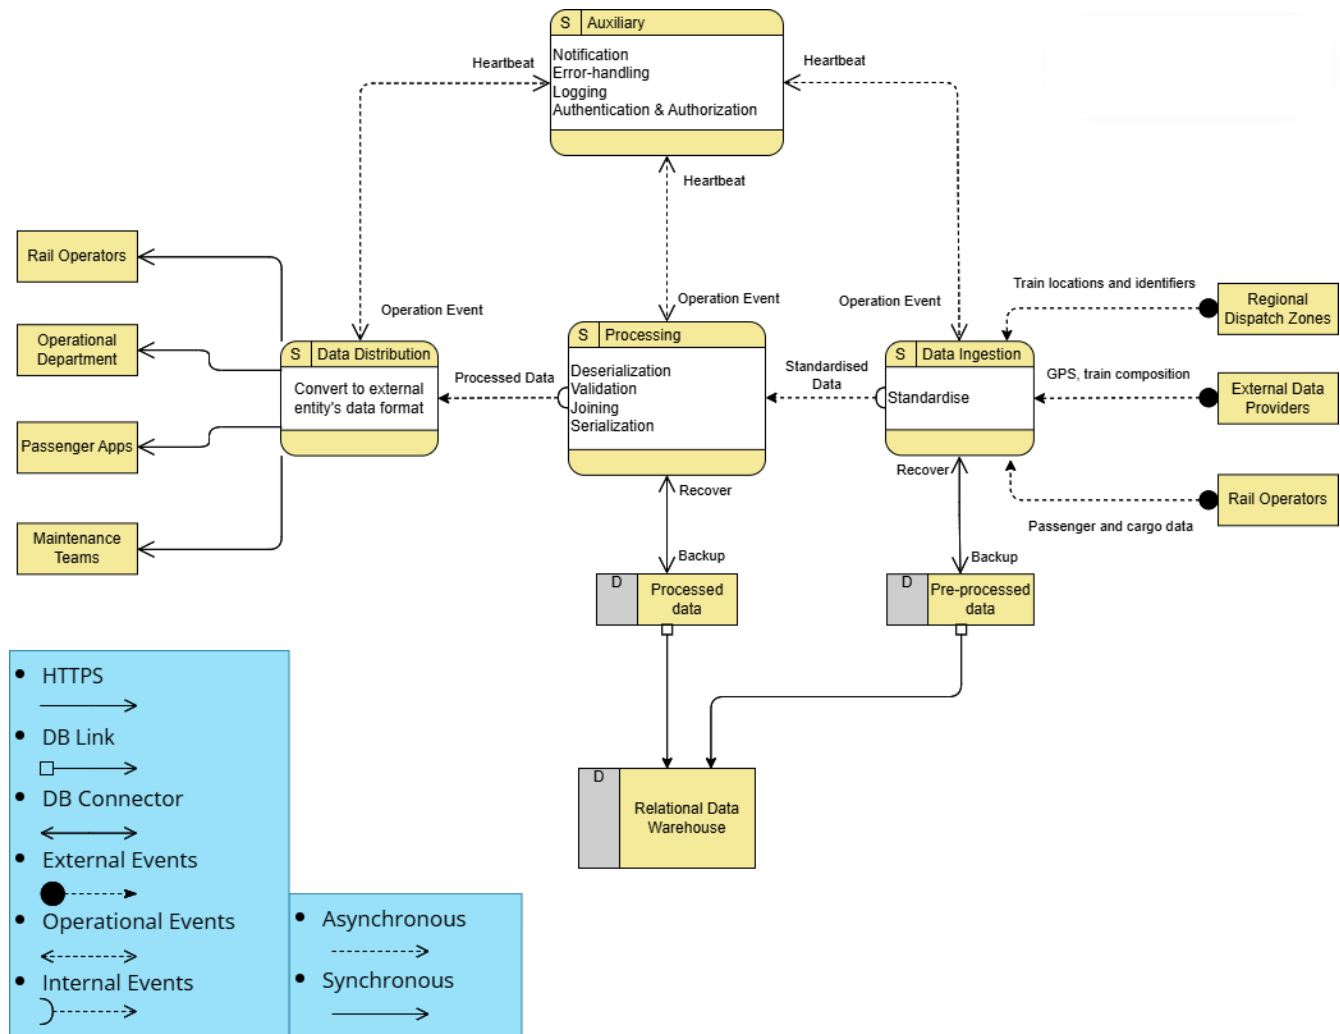 S Auxiliary
Notification
Error-handling
Logging
Authentication & Authorization
Heartbeat
Heartbeat
Heartbeat
Operation Event
Operation Event
Operation Event
Rail Operators
Operational
Department
Passenger Apps
Maintenance
Teams
S Data Distribution
Convert to external
entity's data format
Processed Data
S Processing
Deserialization
Validation
Joining
Serialization
Standardised
Data
S Data Ingestion
Standardise
Train locations and identifiers
GPS, train composition
Passenger and cargo data
Regional
Dispatch Zones
External Data
Providers
Rail Operators
Recover
Backup
Recover
Backup
D Processed
data
D Pre-processed
data
D
Relational Data
Warehouse
• HTTPS
• DB Link
• DB Connector
• External Events
• Operational Events
• Internal Events
• Asynchronous
• Synchronous